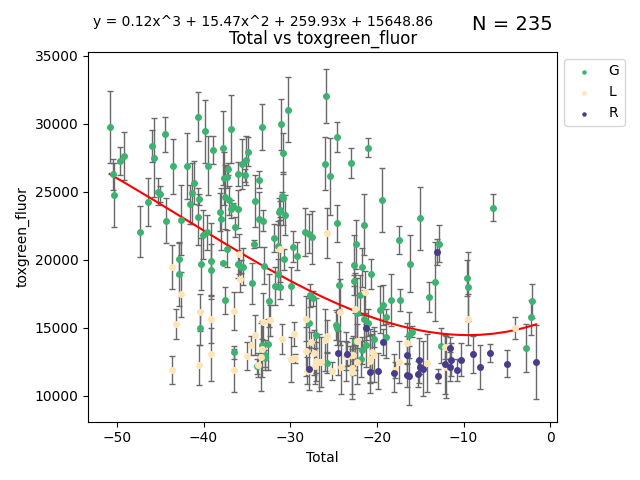 y = 0.12x^3 + 15.47x^2 + 259.93x + 15648.86
N = 235
Total vs toxgreen_fluor
35000
30000
25000
20000
15000
10000
toxgreen_fluor
−50
−40
−30
−20
−10
0
Total
G
L
R